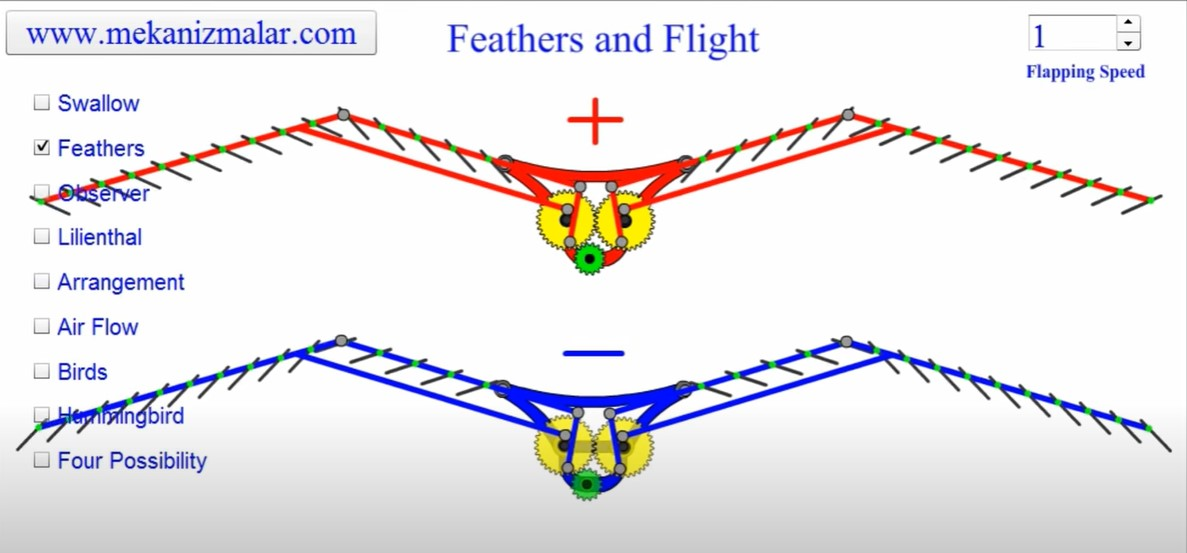 www.mekanizmalar.com
Feathers and Flight
1
Flapping Speed
Swallow
Feathers
Observer
Lilienthal
Arrangement
Air Flow
Birds
Hummingbird
Four Possibility
+
−